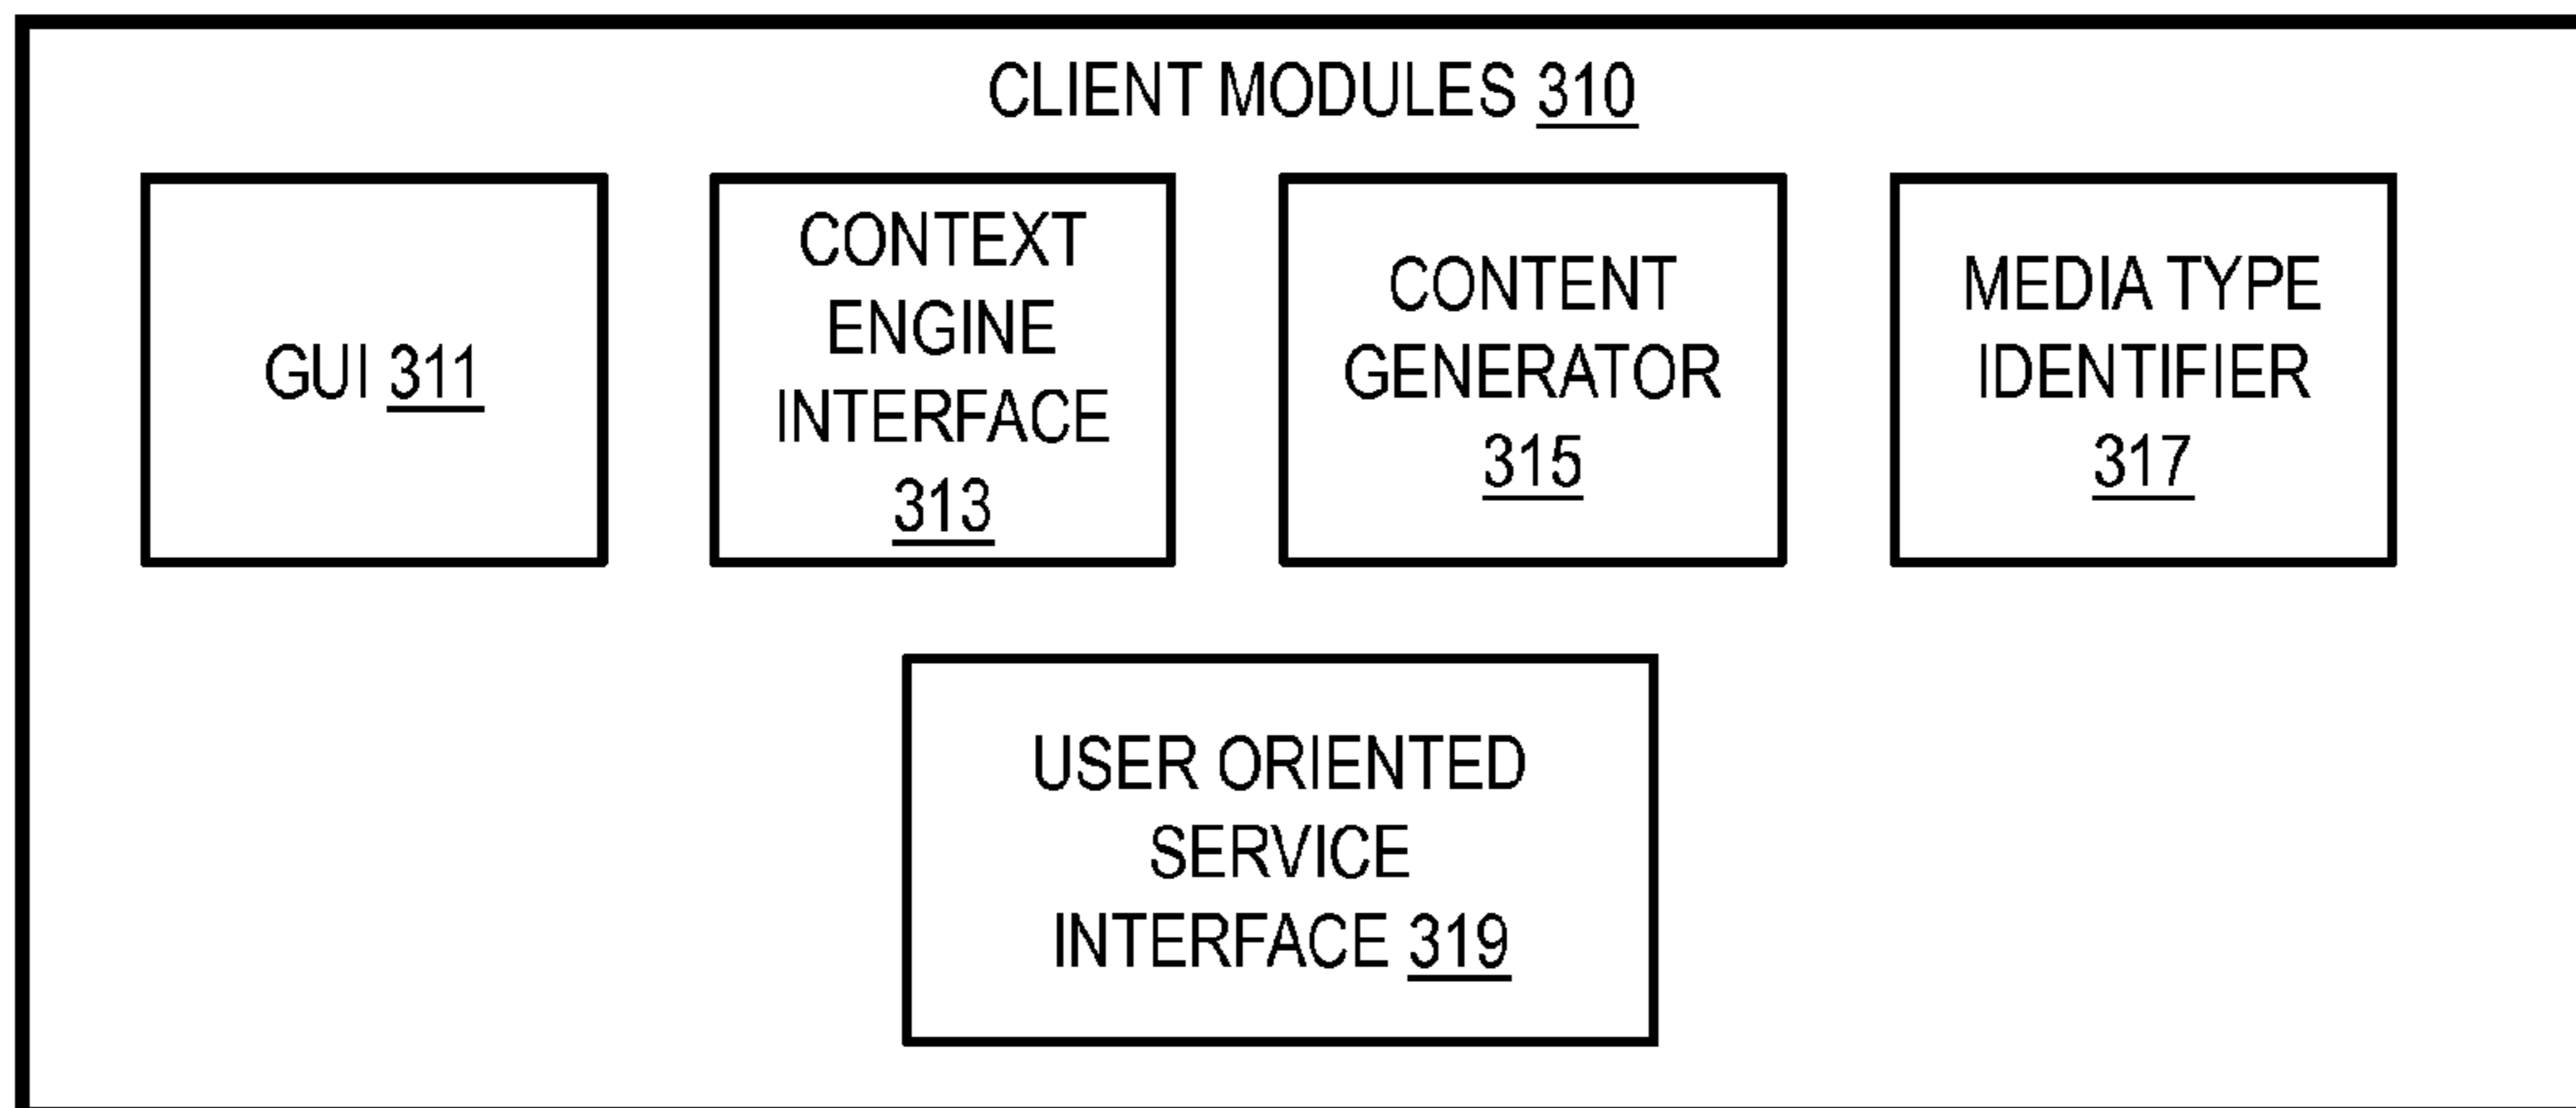 CLIENT MODULES 310
GUI 311
CONTEXT
ENGINE
INTERFACE
313
CONTENT
GENERATOR
315
MEDIA TYPE
IDENTIFIER
317
USER ORIENTED
SERVICE
INTERFACE 319